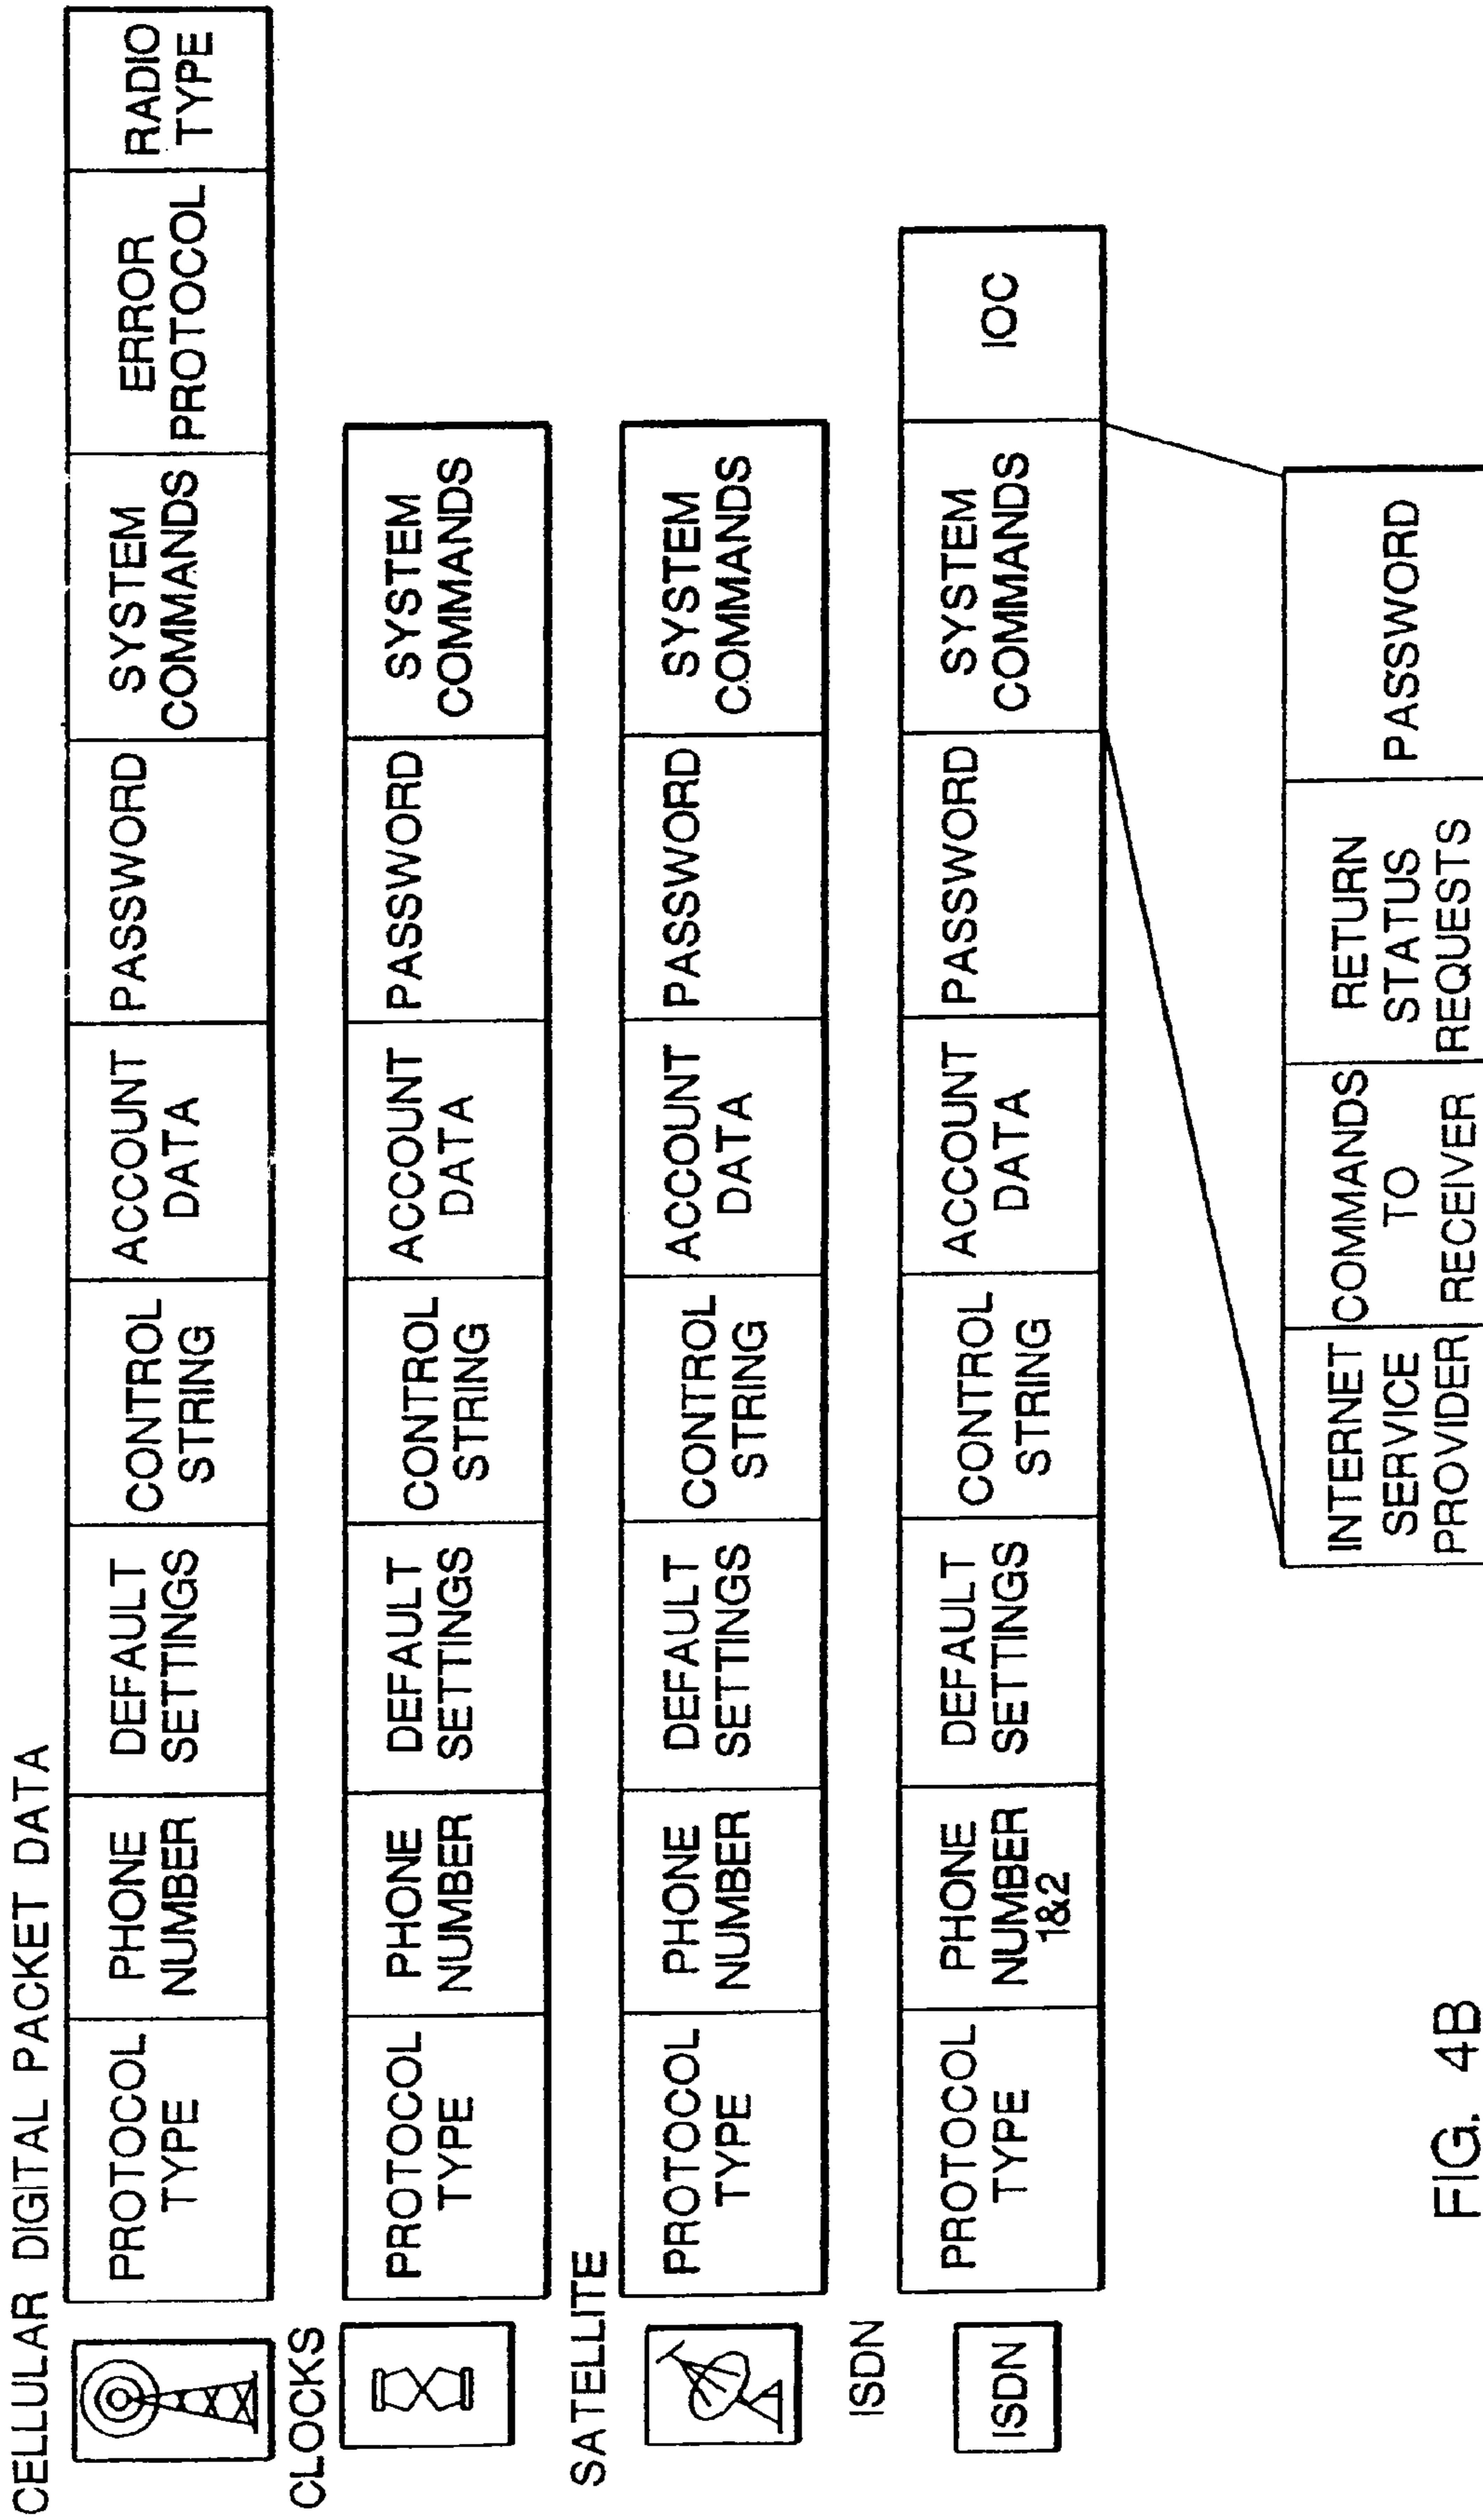 CELLULAR DIGITAL PACKET DATA
PROTOCOL
TYPE
PHONE
NUMBER
DEFAULT
SETTINGS
CONTROL
STRING
ACCOUNT
DATA
PASSWORD
SYSTEM
COMMANDS
ERROR
PROTOCOL
RADIO
TYPE
CLOCKS
PROTOCOL
TYPE
PHONE
NUMBER
DEFAULT
SETTINGS
CONTROL
STRING
ACCOUNT
DATA
PASSWORD
SYSTEM
COMMANDS
SATELLITE
PROTOCOL
TYPE
PHONE
NUMBER
DEFAULT
SETTINGS
CONTROL
STRING
ACCOUNT
DATA
PASSWORD
SYSTEM
COMMANDS
ISDN
ISDN
PROTOCOL
TYPE
PHONE
NUMBER
1&2
DEFAULT
SETTINGS
CONTROL
STRING
ACCOUNT
DATA
PASSWORD
SYSTEM
COMMANDS
IOC
INTERNET
SERVICE
PROVIDER
COMMANDS
TO
RECEIVER
RETURN
STATUS
REQUESTS
PASSWORD
FIG. 4B